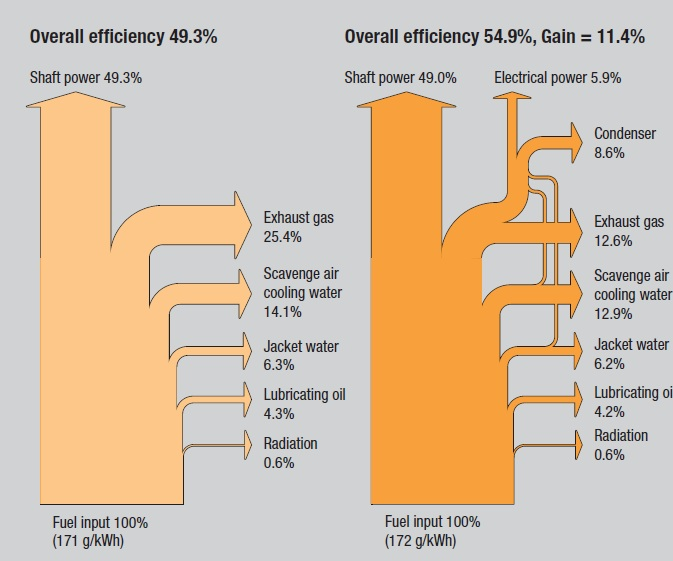 Overall efficiency 49.3%
Shaft power 49.3%
Exhaust gas
25.4%
Scavenge air
cooling water
14.1%
Jacket water
6.3%
Lubricating oil
4.3%
Radiation
0.6%
Fuel input 100%
(171 g/kWh)
Overall efficiency 54.9%, Gain = 11.4%
Shaft power 49.0%
Electrical power 5.9%
Condenser
8.6%
Exhaust gas
12.6%
Scavenge air
cooling water
12.9%
Jacket water
6.2%
Lubricating oi
4.2%
Radiation
0.6%
Fuel input 100%
(172 g/kWh)